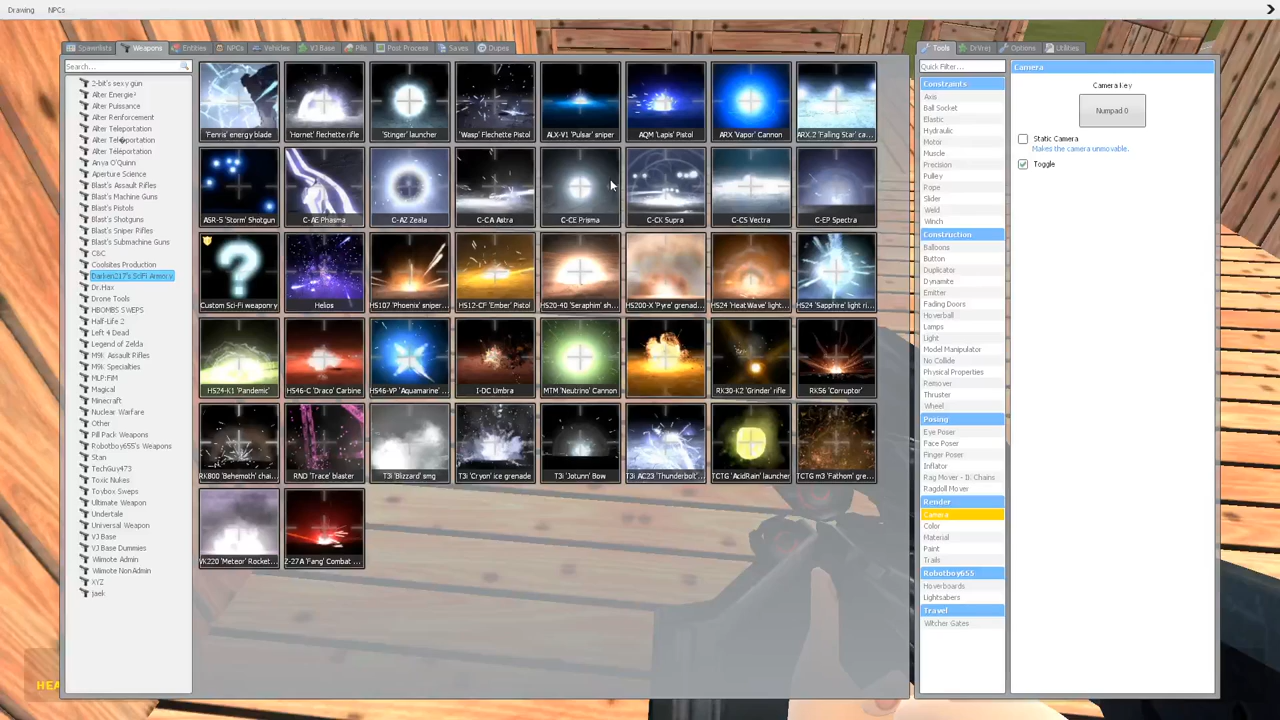 Drawing NPCs
Spawnlists Weapons Entities NPCs Vehicles VJ Base Pills Post Process Saves Dupes
Search...
2-bit's sexy gun
Alter Energie
Alter Puissance
Alter Renforcement
Alter Teleportation
Alter Tel�portation
Alter Téléportation
Anya O'Quinn
Aperture Science
Blast's Assault Rifles
Blast's Machine Guns
Blast's Pistols
Blast's Shotguns
Blast's Sniper Rifles
Blast's Submachine Guns
C&C
Coolsites Production
Darken217's SciFi Armory
Dr.Hax
Drone Tools
HBOMBS SWEPS
Half-Life 2
Left 4 Dead
Legend of Zelda
M9k Assault Rifles
M9k Specialties
MLP:FiM
Magical
Minecraft
Nuclear Warfare
Other
Pill Pack Weapons
Robotboy655's Weapons
Stan
TechGuy473
Toxic Nukes
Toybox Sweps
Ultimate Weapon
Undertale
Universal Weapon
VJ Base
VJ Base Dummies
Wiimote Admin
Wiimote NonAdmin
XYZ
jaek
'Fenris' energy blade 'Hornet' flechette rifle 'Stinger' launcher 'Wasp' Flechette Pistol ALX-V1 'Pulsar' sniper AQM 'Lapis' Pistol ARX 'Vapor' Cannon ARX.2 'Falling Star' ca...
ASR-5 'Storm' Shotgun C-AE Phasma C-AZ Zeala C-CA Astra C-CE Prisma C-CK Supra C-CS Vectra C-EP Spectra
Custom Sci-Fi weaponry Helios HS107 'Phoenix' sniper... HS12-CF 'Ember' Pistol HS20-40 'Seraphim' sh... HS200-X 'Pyre' grenad... HS24 'HeatWave' light... HS24 'Sapphire' light ri...
HS24-K1 'Pandemic' HS46-C 'Draco' Carbine HS46-VP 'Aquamarine'... I-DC Umbra MTM 'Neutrino' Cannon RK30-K2 'Grinder' rifle RK56 'Corruptor'
RK800 'Behemoth' chai... RND 'Trace' blaster T3i 'Blizzard' smg T3i 'Cryon' ice grenade T3i 'Jotunn' Bow T3i AC23 'Thunderbolt'... TCTG 'AcidRain' launcher TCTG m3 'Fathom' gre...
VK220 'Meteor' Rocket... Z-27A 'Fang' Combat ...
HEA
Tools DrVrej Options Utilities
Quick Filter...
Constraints
Axis
Ball Socket
Elastic
Hydraulic
Motor
Muscle
Precision
Pulley
Rope
Slider
Weld
Winch
Construction
Balloons
Button
Duplicator
Dynamite
Emitter
Fading Doors
Hoverball
Lamps
Light
Model Manipulator
No Collide
Physical Properties
Remover
Thruster
Wheel
Posing
Eye Poser
Face Poser
Finger Poser
Inflator
Rag Mover - IK Chains
Ragdoll Mover
Render
Camera
Color
Material
Paint
Trails
Robotboy655
Hoverboards
Lightsabers
Travel
Witcher Gates
Camera
Camera Key
Numpad 0
Static Camera
Makes the camera unmovable.
Toggle